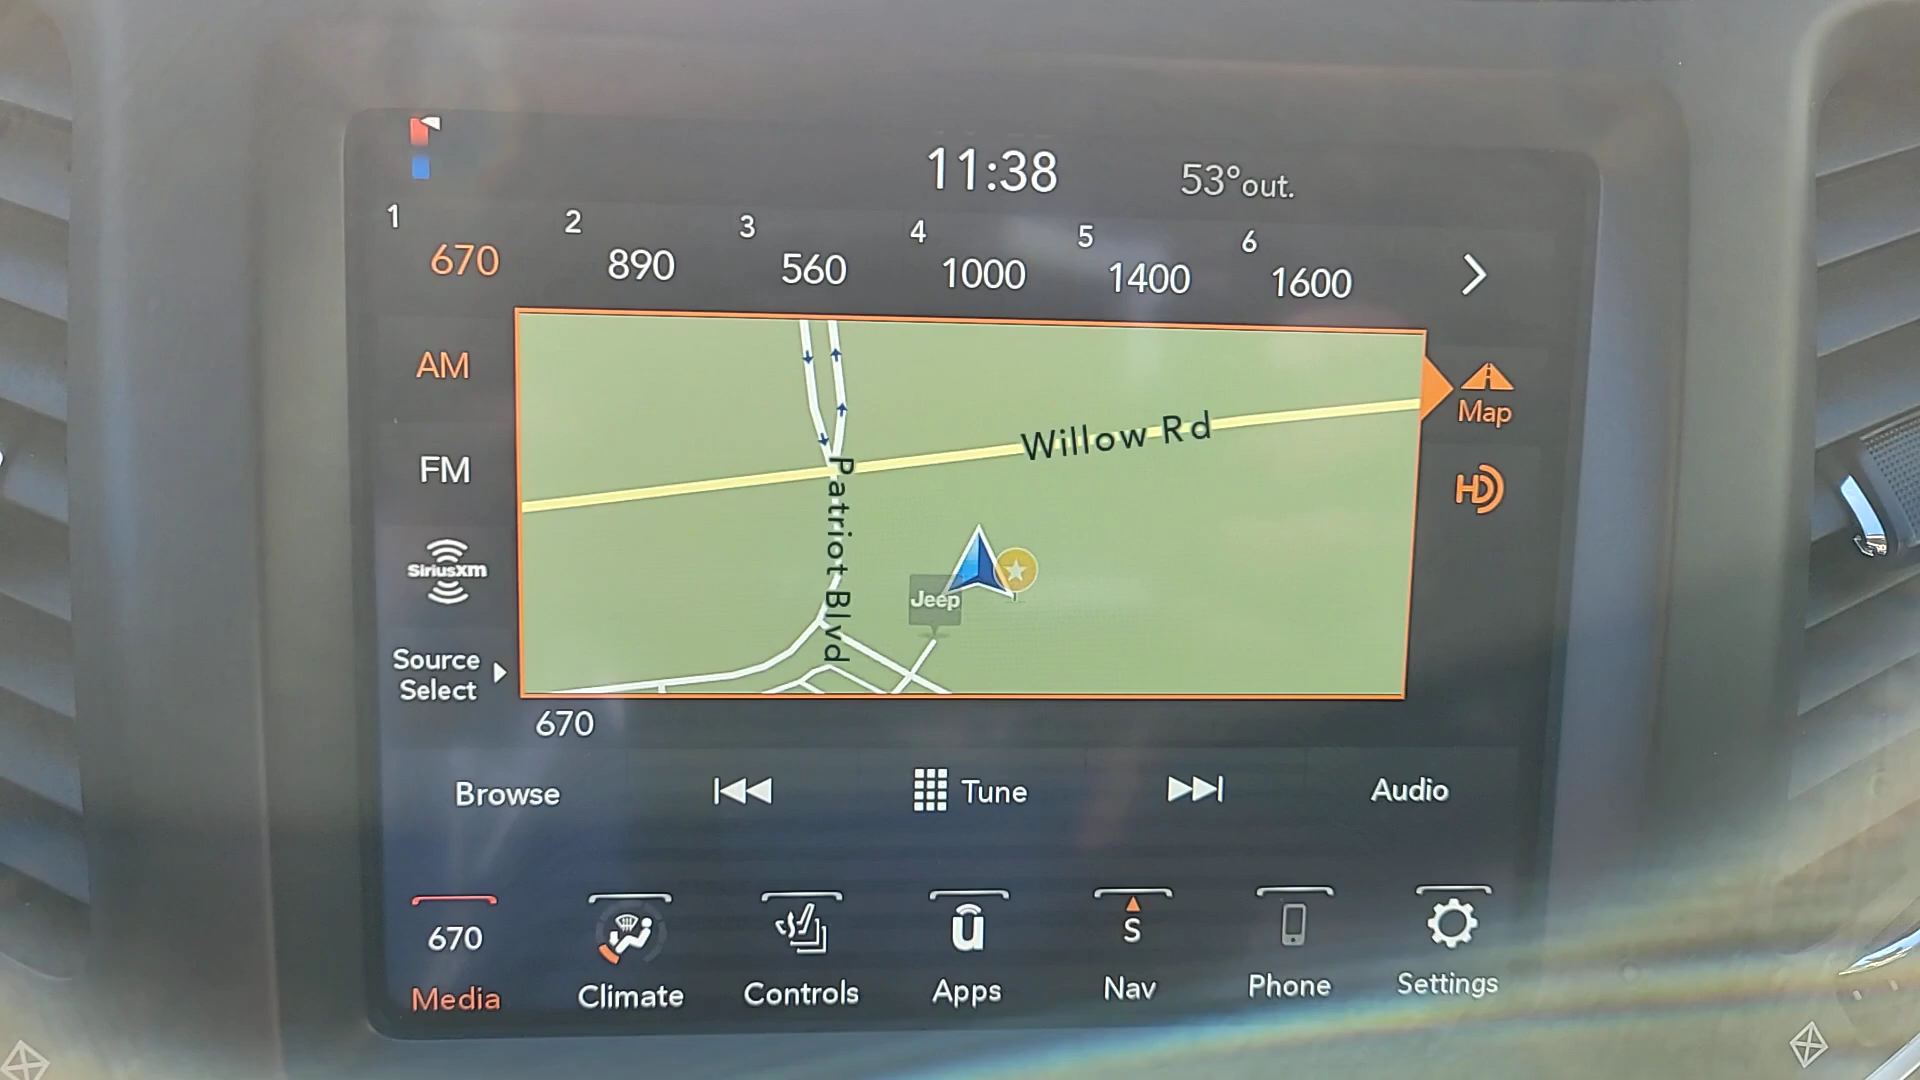 11:38
53°out.
1 2 3 4 5 6
670 890 560 1000 1400 1600
AM
FM
SiriusXm
Source
Select
Willow Rd
Patriot Blvd
Jeep
Map
HD
670
Browse
Tune
Audio
670
u
S
Media
Climate
Controls
Apps
Nav
Phone
Settings